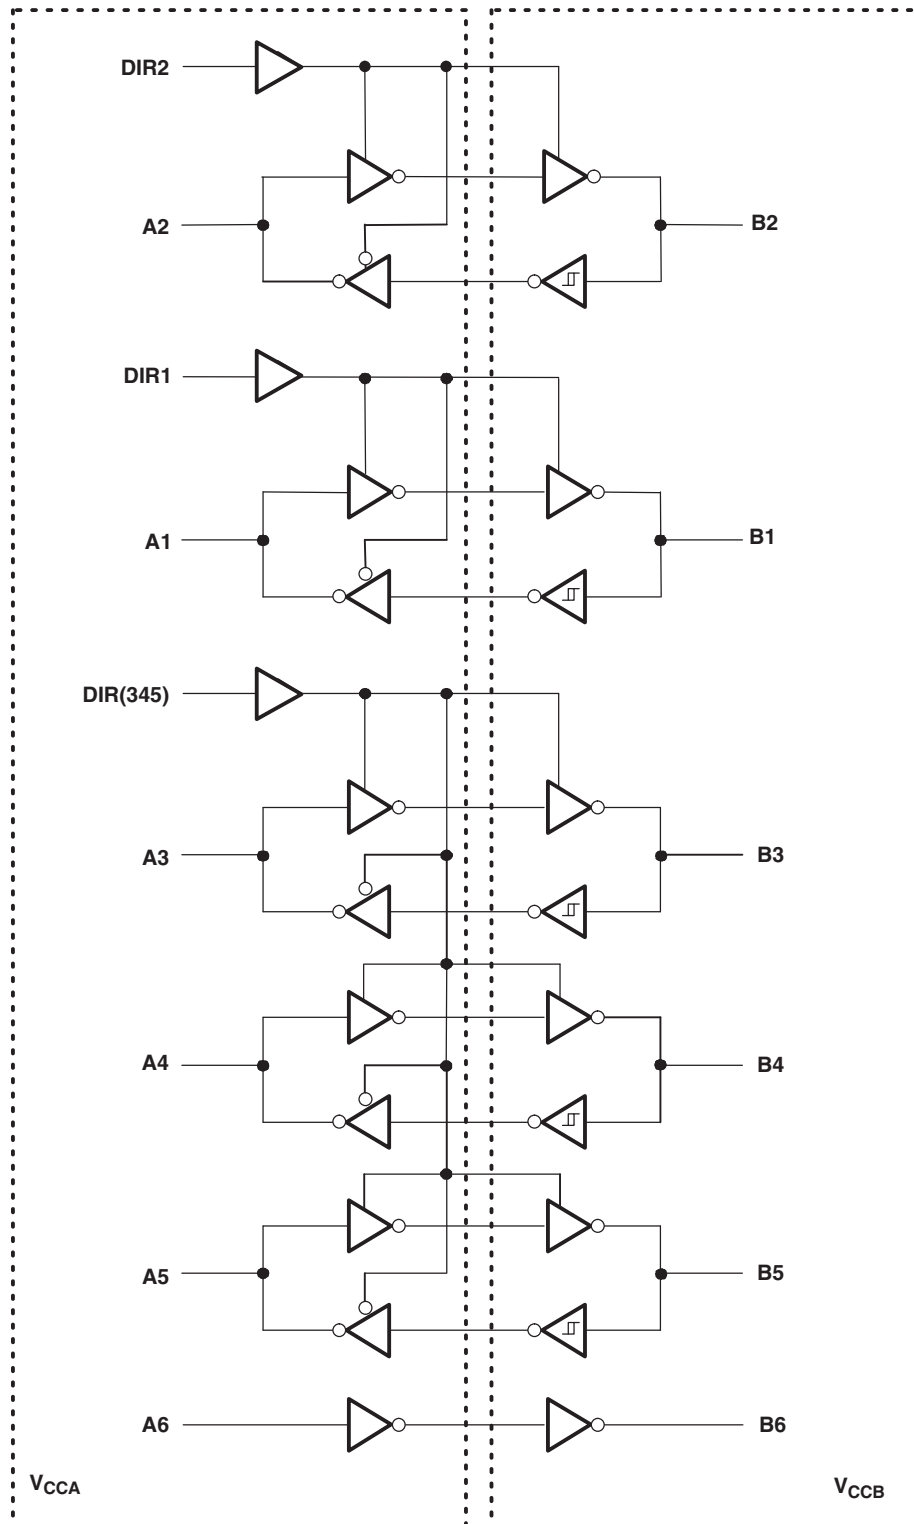 DIR2
A2 B2
DIR1
A1 B1
DIR(345)
A3 B3
A4 B4
A5 B5
A6 B6
VCCA VCCB